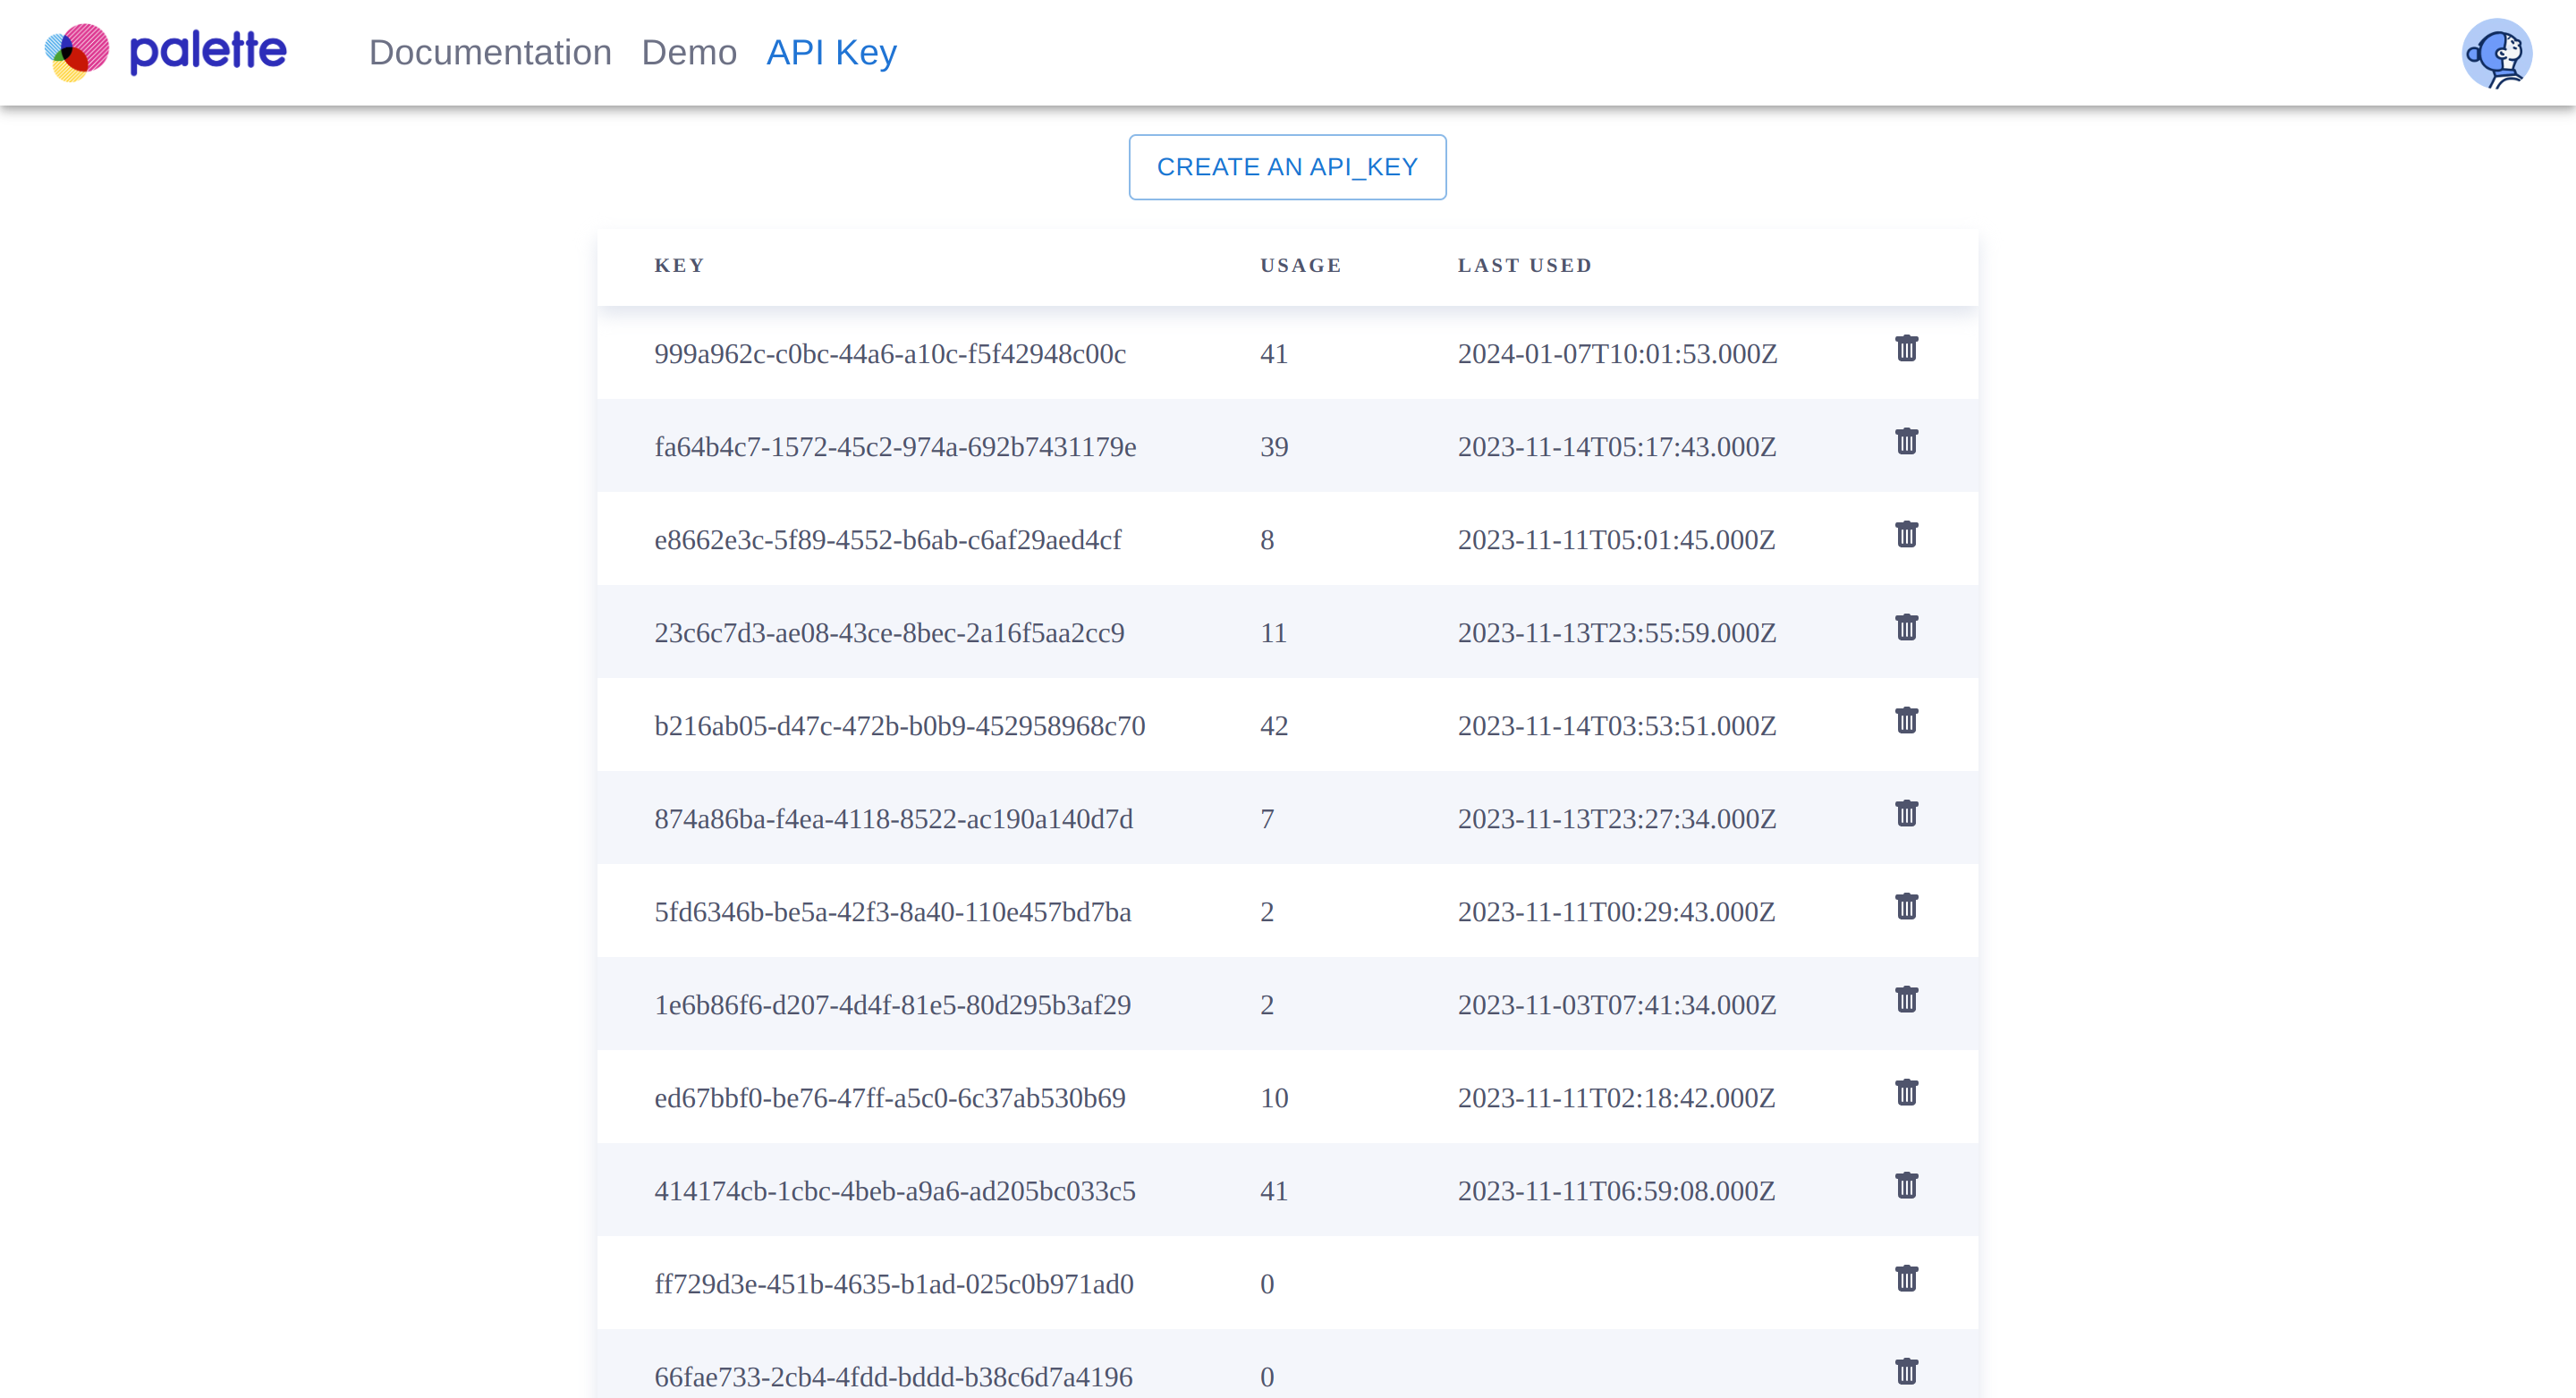 palette Documentation Demo API Key
CREATE AN API_KEY
KEY USAGE LAST USED
999a962c-c0bc-44a6-a10c-f5f42948c00c 41 2024-01-07T10:01:53.000Z
fa64b4c7-1572-45c2-974a-692b7431179e 39 2023-11-14T05:17:43.000Z
e8662e3c-5f89-4552-b6ab-c6af29aed4cf 8 2023-11-11T05:01:45.000Z
23c6c7d3-ae08-43ce-8bec-2a16f5aa2cc9 11 2023-11-13T23:55:59.000Z
b216ab05-d47c-472b-b0b9-452958968c70 42 2023-11-14T03:53:51.000Z
874a86ba-f4ea-4118-8522-ac190a140d7d 7 2023-11-13T23:27:34.000Z
5fd6346b-be5a-42f3-8a40-110e457bd7ba 2 2023-11-11T00:29:43.000Z
1e6b86f6-d207-4d4f-81e5-80d295b3af29 2 2023-11-03T07:41:34.000Z
ed67bbf0-be76-47ff-a5c0-6c37ab530b69 10 2023-11-11T02:18:42.000Z
414174cb-1cbc-4beb-a9a6-ad205bc033c5 41 2023-11-11T06:59:08.000Z
ff729d3e-451b-4635-b1ad-025c0b971ad0 0
66fae733-2cb4-4fdd-bddd-b38c6d7a4196 0